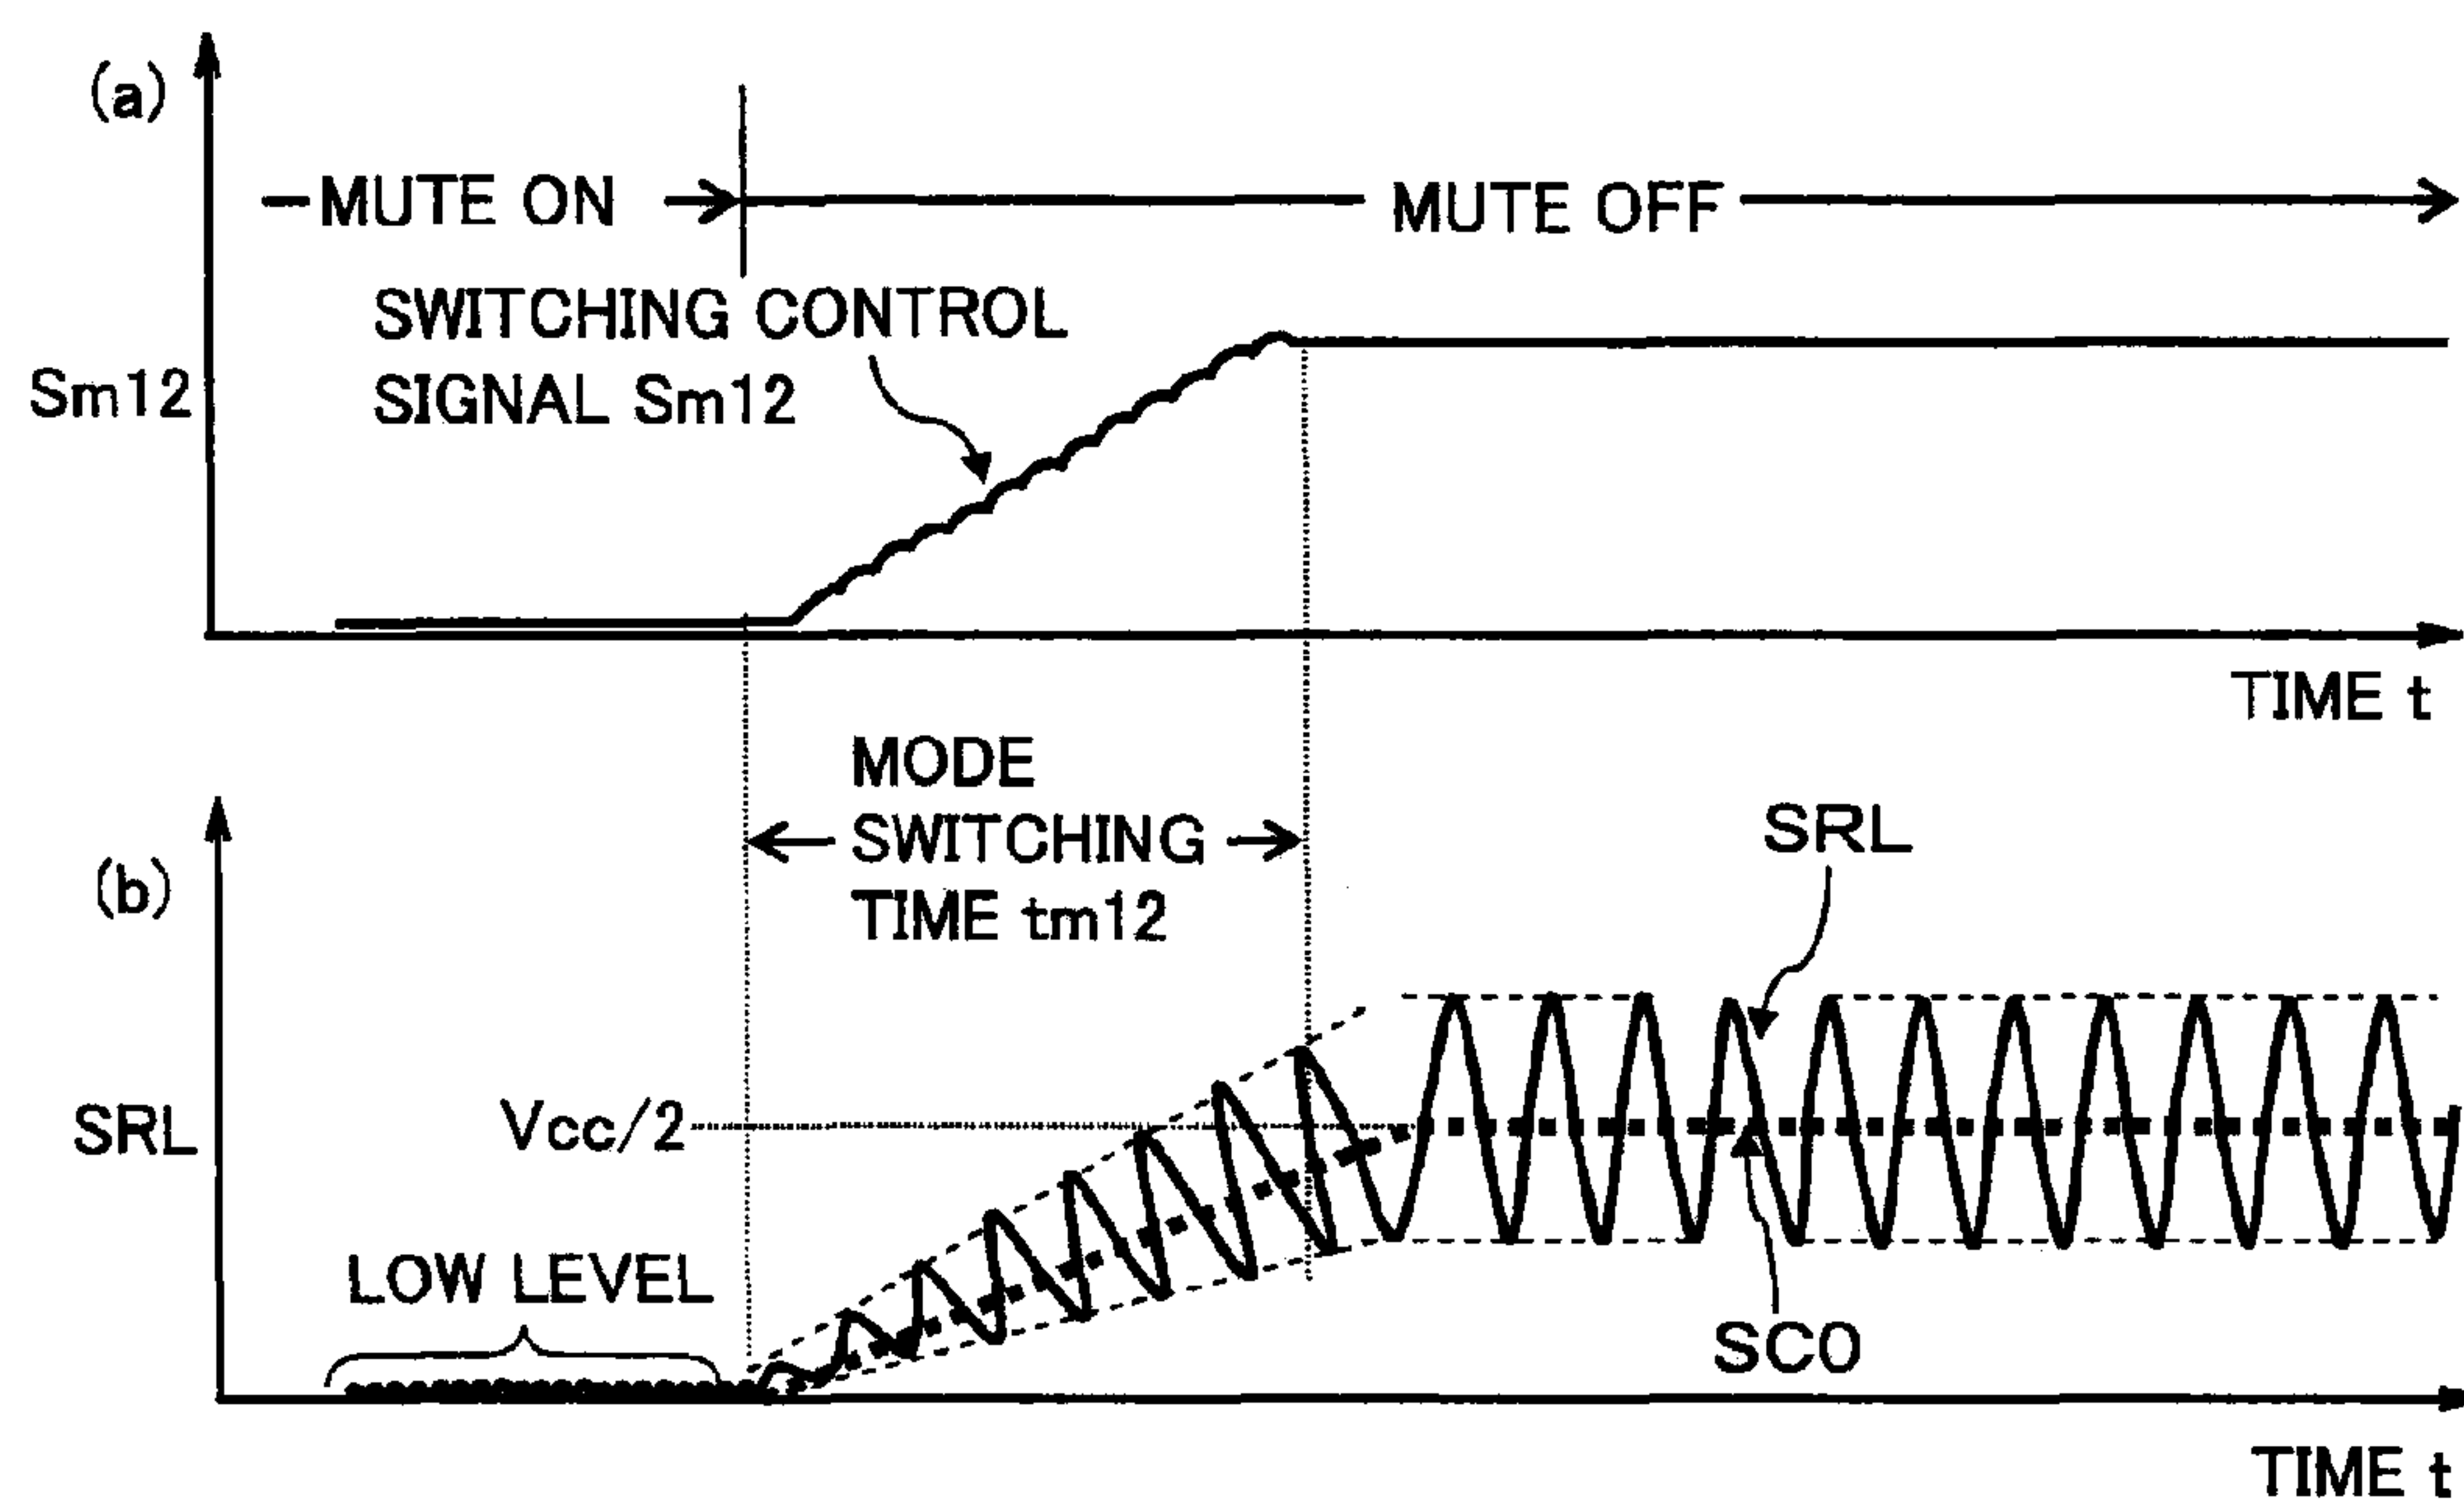 (a)
MUTE ON
MUTE OFF
SWITCHING CONTROL
SIGNAL Sm12
Sm12
TIME t
MODE
SWITCHING
TIME tm12
(b)
SRL
SRL
Vcc/2
LOW LEVEL
SCO
TIME t